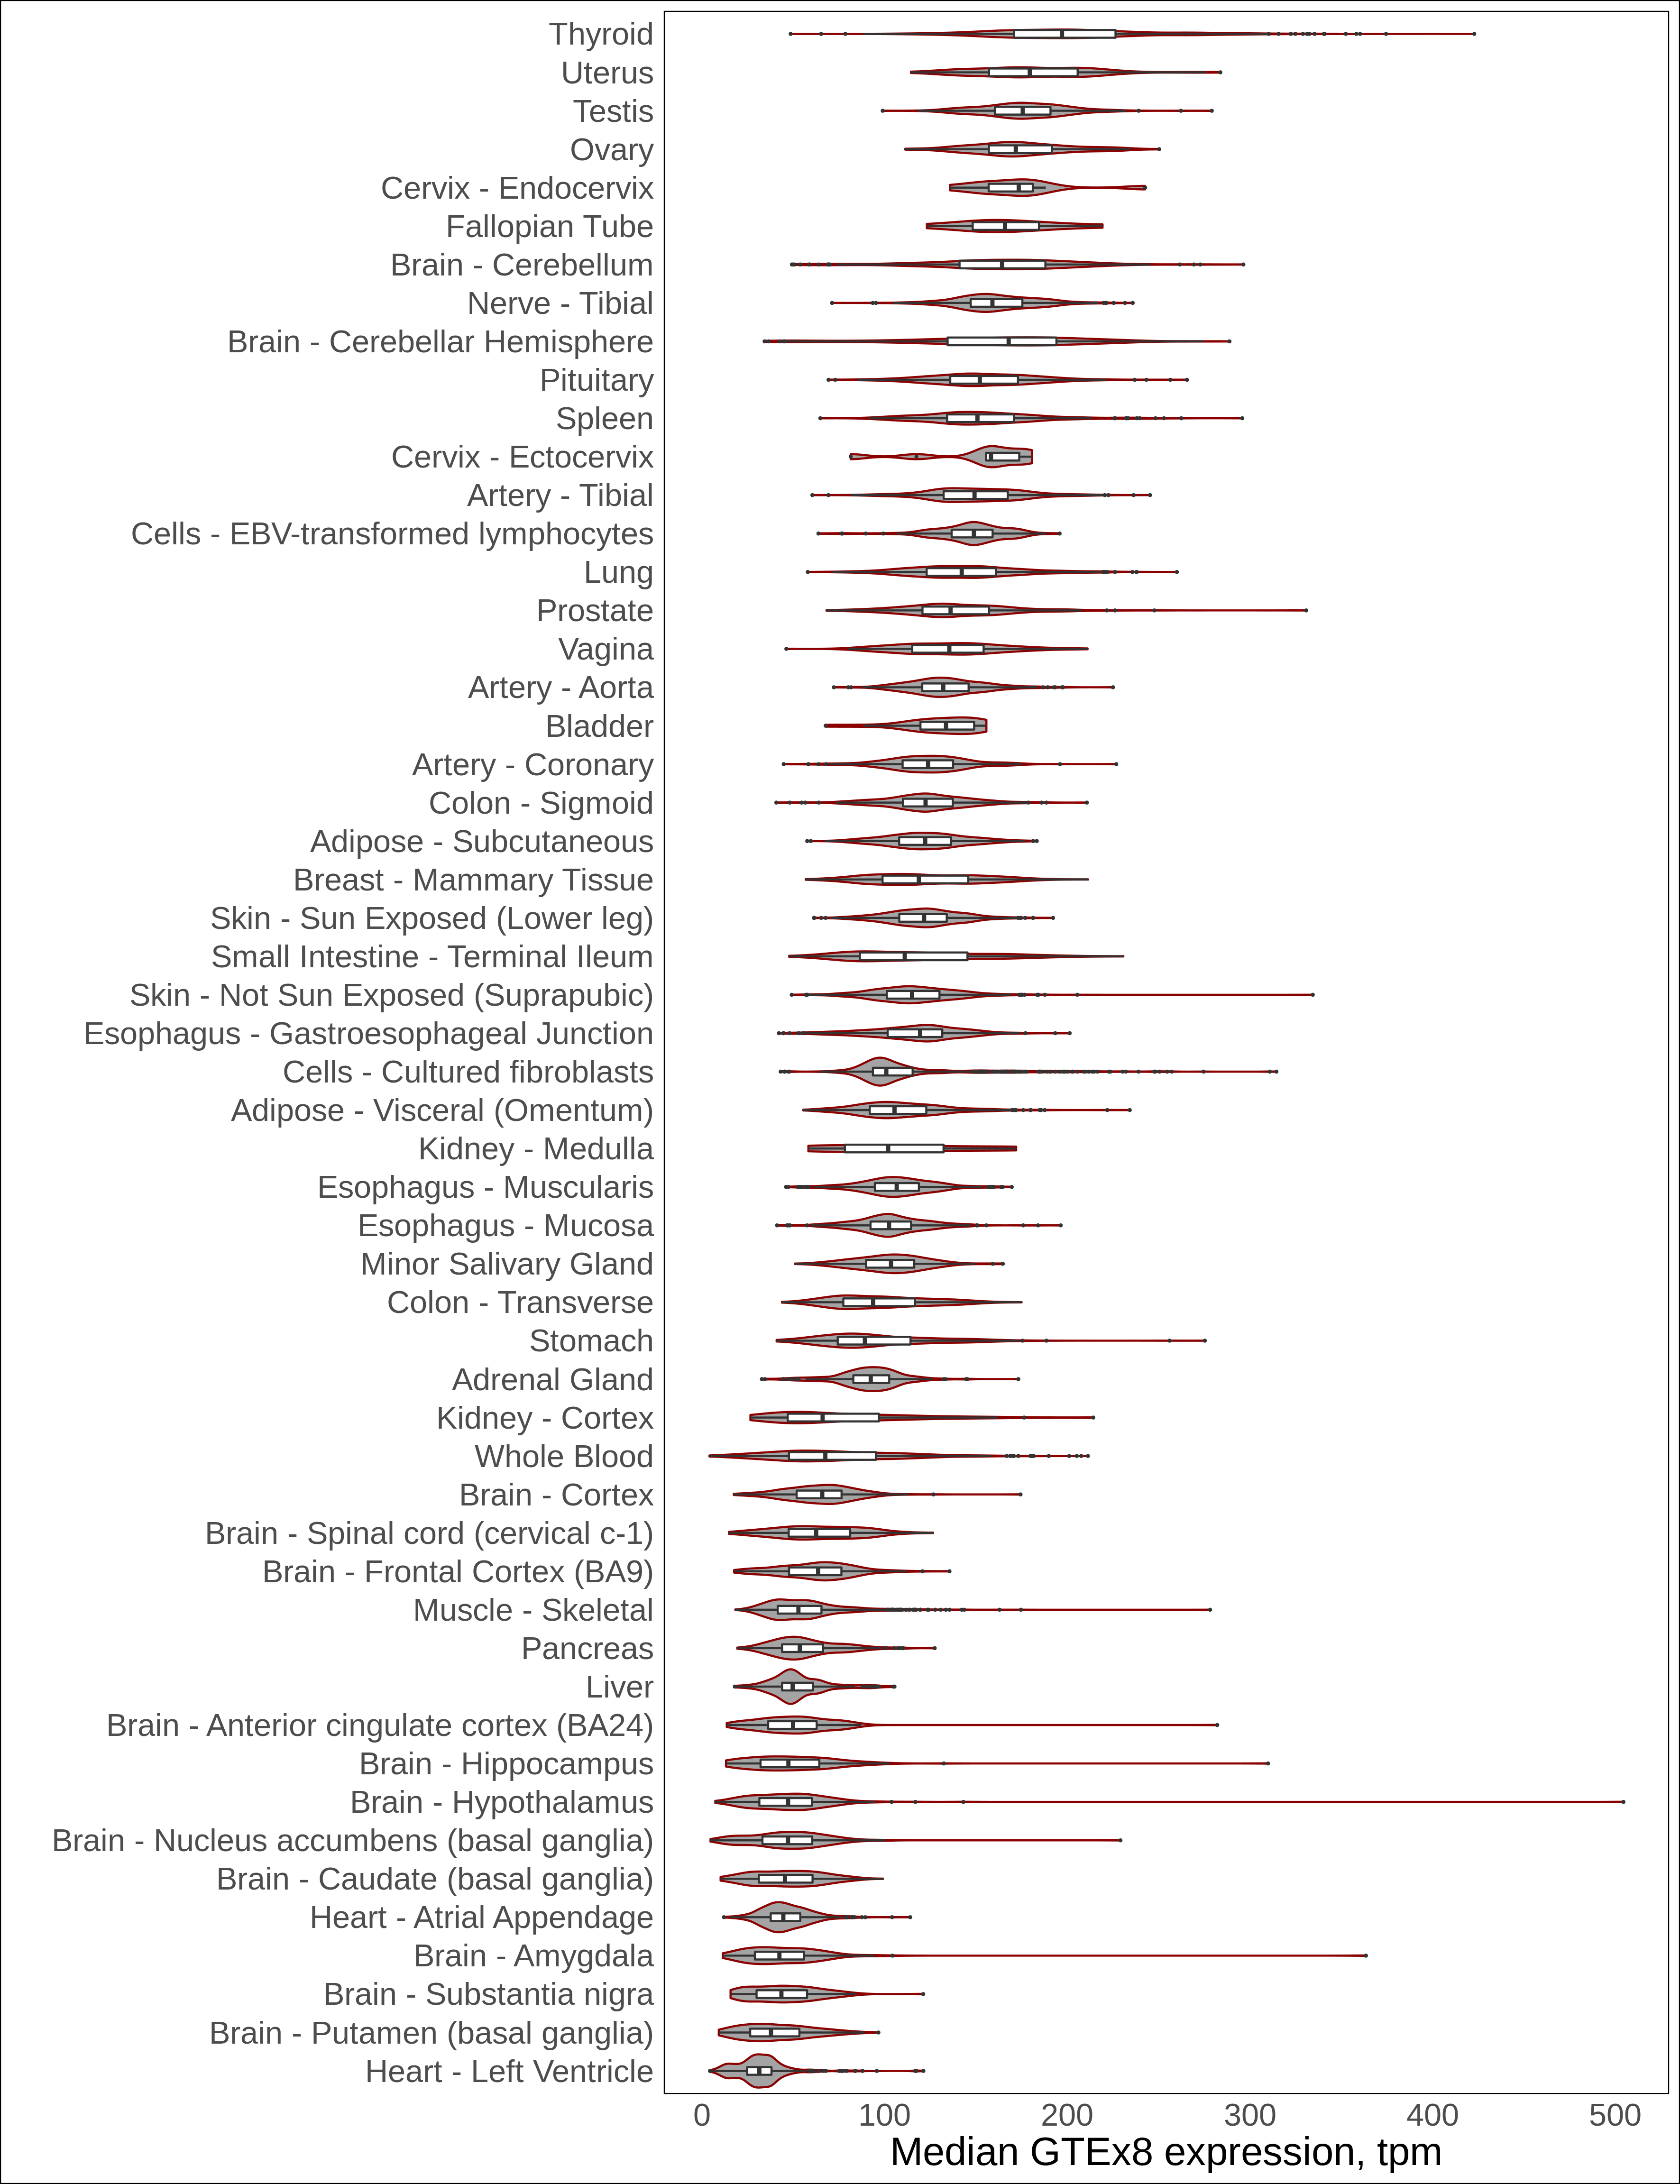 Thyroid
Uterus
Testis
Ovary
Cervix - Endocervix
Fallopian Tube
Brain - Cerebellum
Nerve - Tibial
Brain - Cerebellar Hemisphere
Pituitary
Spleen
Cervix - Ectocervix
Artery - Tibial
Cells - EBV-transformed lymphocytes
Lung
Prostate
Vagina
Artery - Aorta
Bladder
Artery - Coronary
Colon - Sigmoid
Adipose - Subcutaneous
Breast - Mammary Tissue
Skin - Sun Exposed (Lower leg)
Small Intestine - Terminal Ileum
Skin - Not Sun Exposed (Suprapubic)
Esophagus - Gastroesophageal Junction
Cells - Cultured fibroblasts
Adipose - Visceral (Omentum)
Kidney - Medulla
Esophagus - Muscularis
Esophagus - Mucosa
Minor Salivary Gland
Colon - Transverse
Stomach
Adrenal Gland
Kidney - Cortex
Whole Blood
Brain - Cortex
Brain - Spinal cord (cervical c-1)
Brain - Frontal Cortex (BA9)
Muscle - Skeletal
Pancreas
Liver
Brain - Anterior cingulate cortex (BA24)
Brain - Hippocampus
Brain - Hypothalamus
Brain - Nucleus accumbens (basal ganglia)
Brain - Caudate (basal ganglia)
Heart - Atrial Appendage
Brain - Amygdala
Brain - Substantia nigra
Brain - Putamen (basal ganglia)
Heart - Left Ventricle
0 100 200 300 400 500
Median GTEx8 expression, tpm